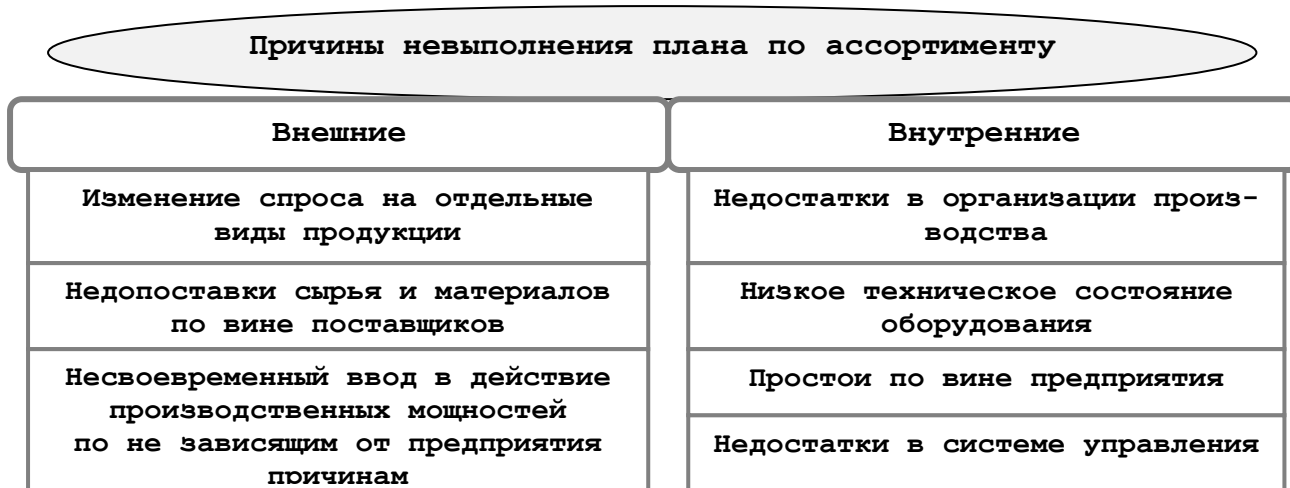 Причины невыполнения плана по ассортименту
Внешние
Изменение спроса на отдельные
виды продукции
Недопоставки сырья и материалов
по вине поставщиков
Несвоевременный ввод в действие
производственных мощностей
по не зависящим от предприятия
причинам
Внутренние
Недостатки в организации произ-
водства
Низкое техническое состояние
оборудования
Простои по вине предприятия
Недостатки в системе управления